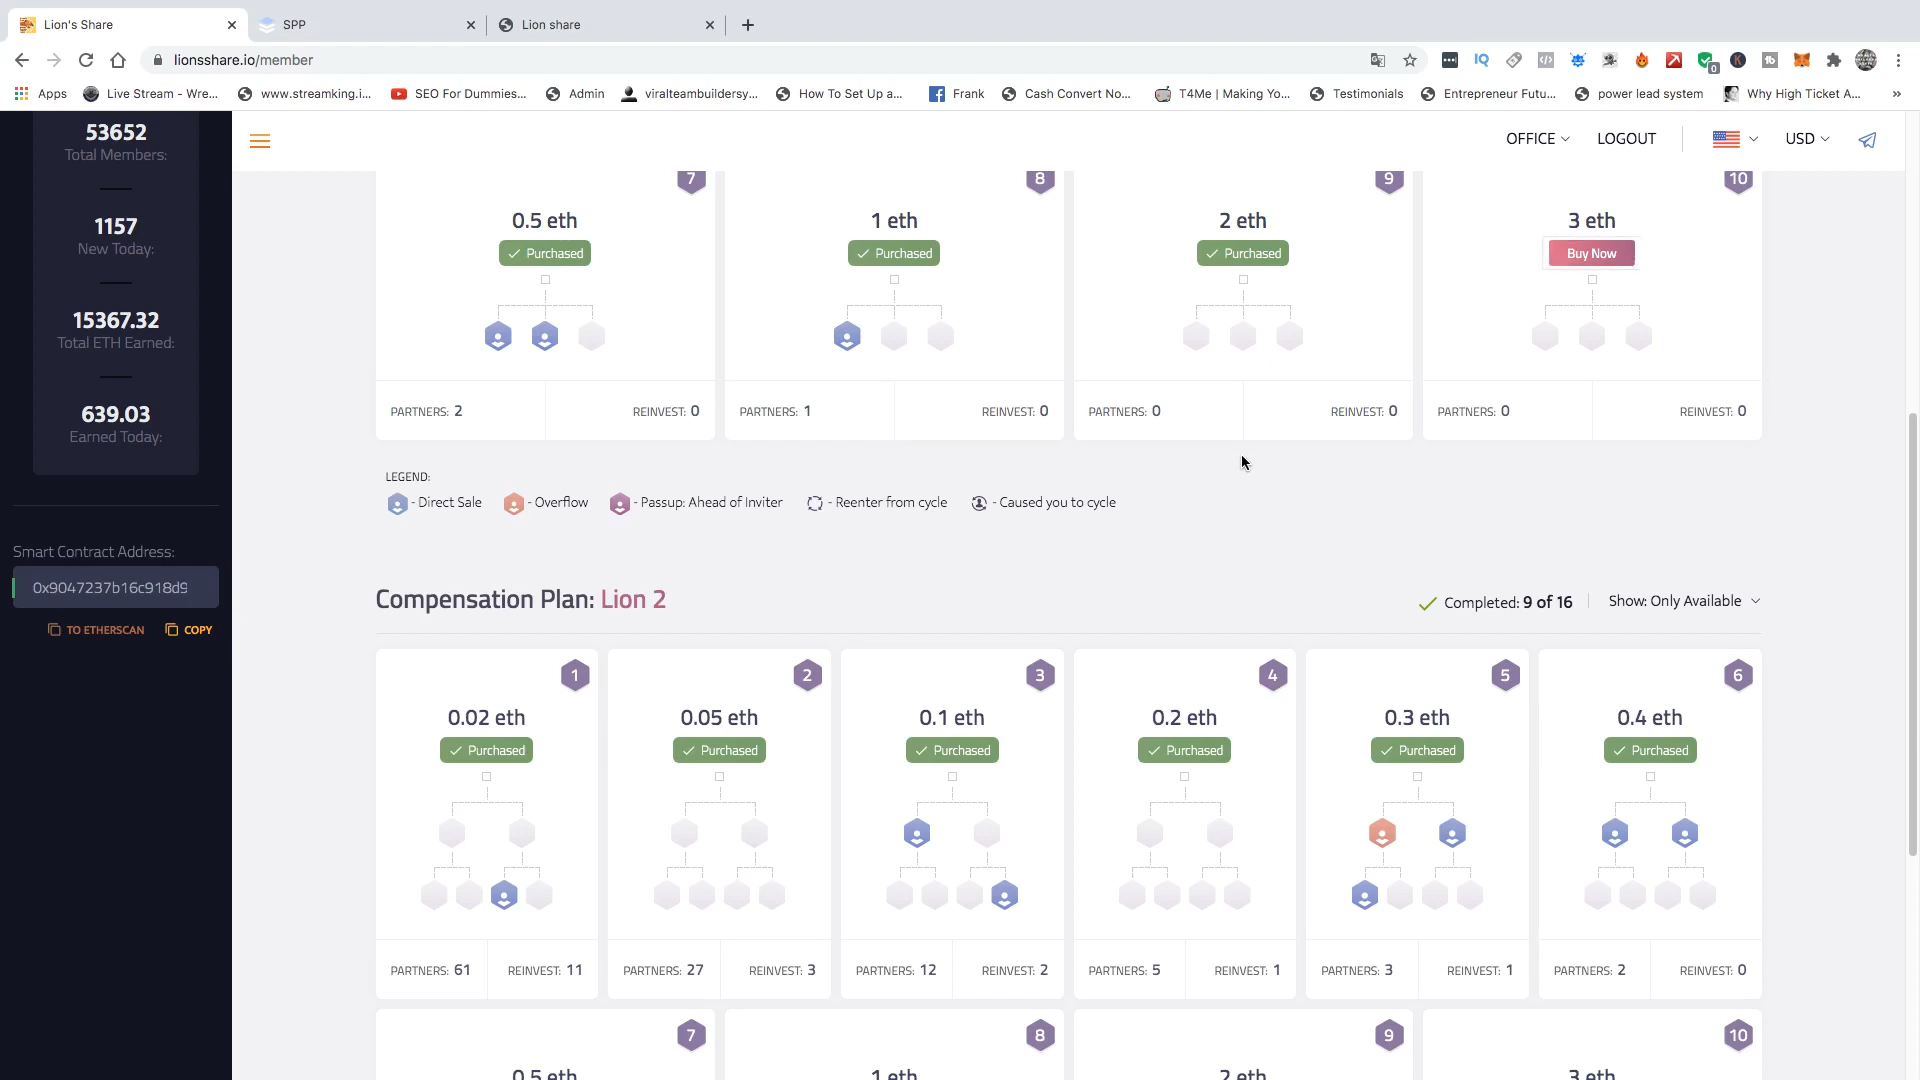 Lion's Share
SPP
Lion share
lionsshare.io/member
Apps
Live Stream - Wre...
www.streamking.i...
SEO For Dummies...
Admin
viralteambuildersy...
How To Set Up a...
Frank
Cash Convert No...
T4Me | Making Yo...
Testimonials
Entrepreneur Futu...
power lead system
Why High Ticket A...
»
OFFICE
LOGOUT
USD
53652
Total Members:
1157
New Today:
15367.32
Total ETH Earned:
639.03
Earned Today:
Smart Contract Address:
0x9047237b16c918d9
TO ETHERSCAN
COPY
7
0.5 eth
Purchased
PARTNERS: 2
REINVEST: 0
8
1 eth
Purchased
PARTNERS: 1
REINVEST: 0
9
2 eth
Purchased
PARTNERS: 0
REINVEST: 0
10
3 eth
Buy Now
PARTNERS: 0
REINVEST: 0
LEGEND:
- Direct Sale
- Overflow
- Passup: Ahead of Inviter
- Reenter from cycle
- Caused you to cycle
Compensation Plan: Lion 2
Completed: 9 of 16
Show: Only Available
1
0.02 eth
Purchased
PARTNERS: 61
REINVEST: 11
2
0.05 eth
Purchased
PARTNERS: 27
REINVEST: 3
3
0.1 eth
Purchased
PARTNERS: 12
REINVEST: 2
4
0.2 eth
Purchased
PARTNERS: 5
REINVEST: 1
5
0.3 eth
Purchased
PARTNERS: 3
REINVEST: 1
6
0.4 eth
Purchased
PARTNERS: 2
REINVEST: 0
7
0.5 eth
8
1 eth
9
2 eth
10
3 eth